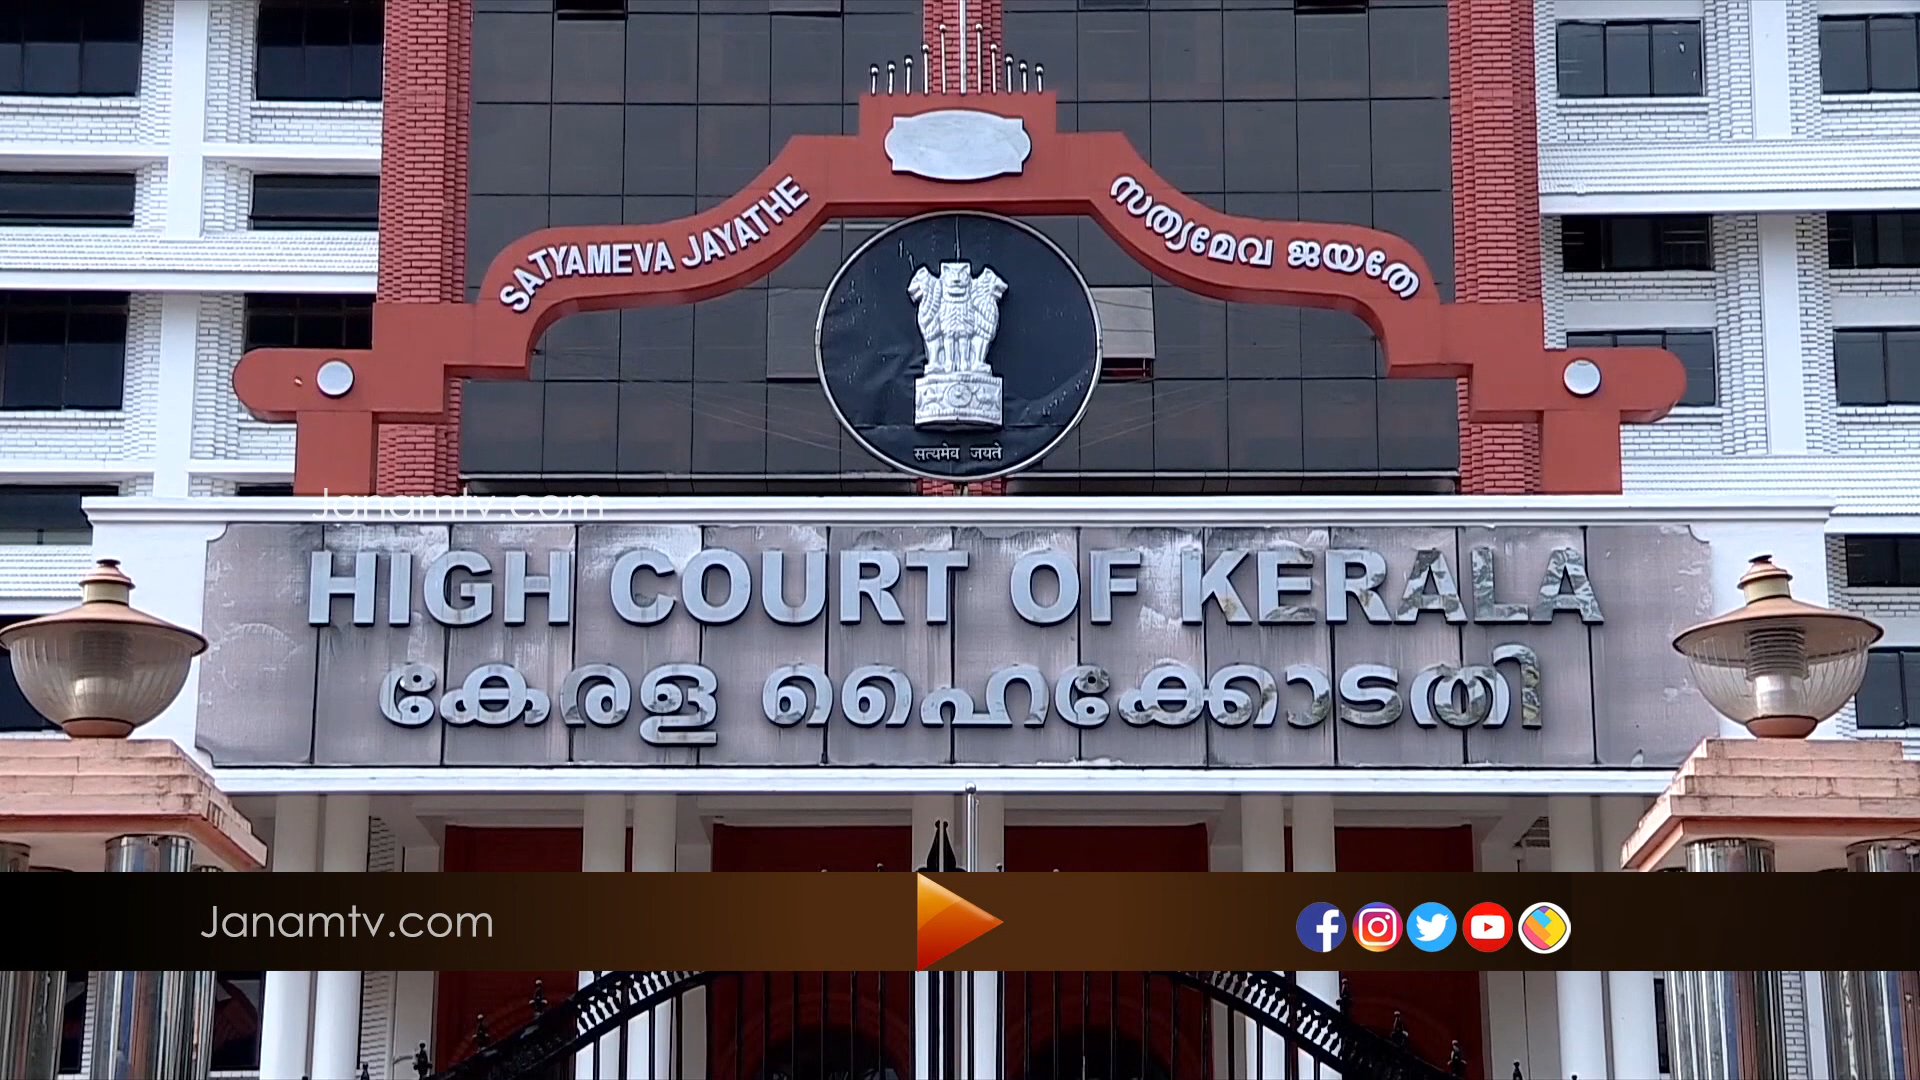 SATYAMEVA JAYATHE
സത്യമേവ ജയതേ
सत्यमेव जयते
Janamtv.com
HIGH COURT OF KERALA
കേരള ഹൈക്കോടതി
Janamtv.com